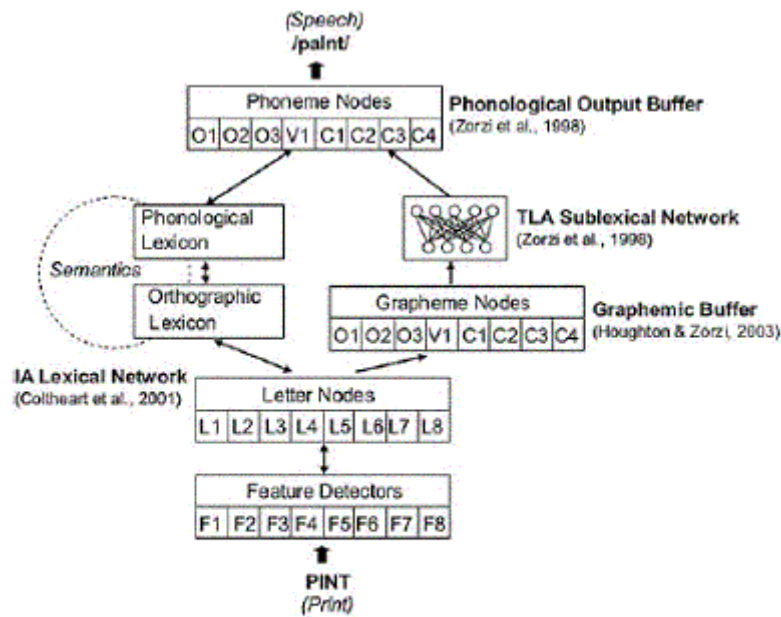 (Speech)
/paInt/
Phoneme Nodes
O1 O2 O3 V1 C1 C2 C3 C4
Phonological Output Buffer
(Zorzi et al., 1998)
Phonological
Lexicon
TLA Sublexical Network
(Zorzi et al., 1998)
Semantics
Orthographic
Lexicon
Grapheme Nodes
O1 O2 O3 V1 C1 C2 C3 C4
Graphemic Buffer
(Houghton & Zorzi, 2003)
IA Lexical Network
(Coltheart et al., 2001)
Letter Nodes
L1 L2 L3 L4 L5 L6 L7 L8
Feature Detectors
F1 F2 F3 F4 F5 F6 F7 F8
PINT
(Print)